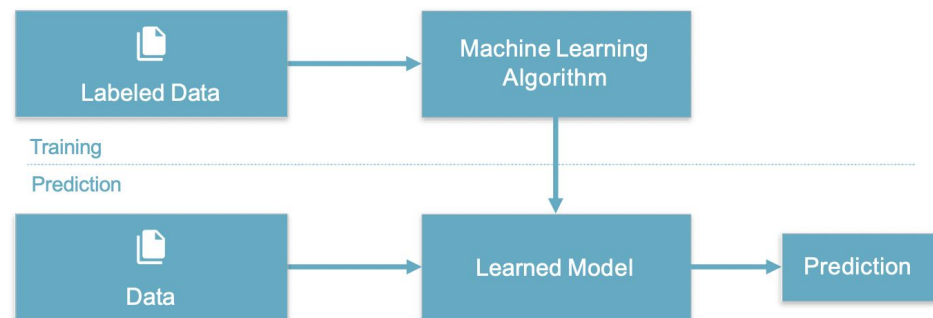 Labeled Data
Machine Learning
Algorithm
Training
Prediction
Data
Learned Model
Prediction